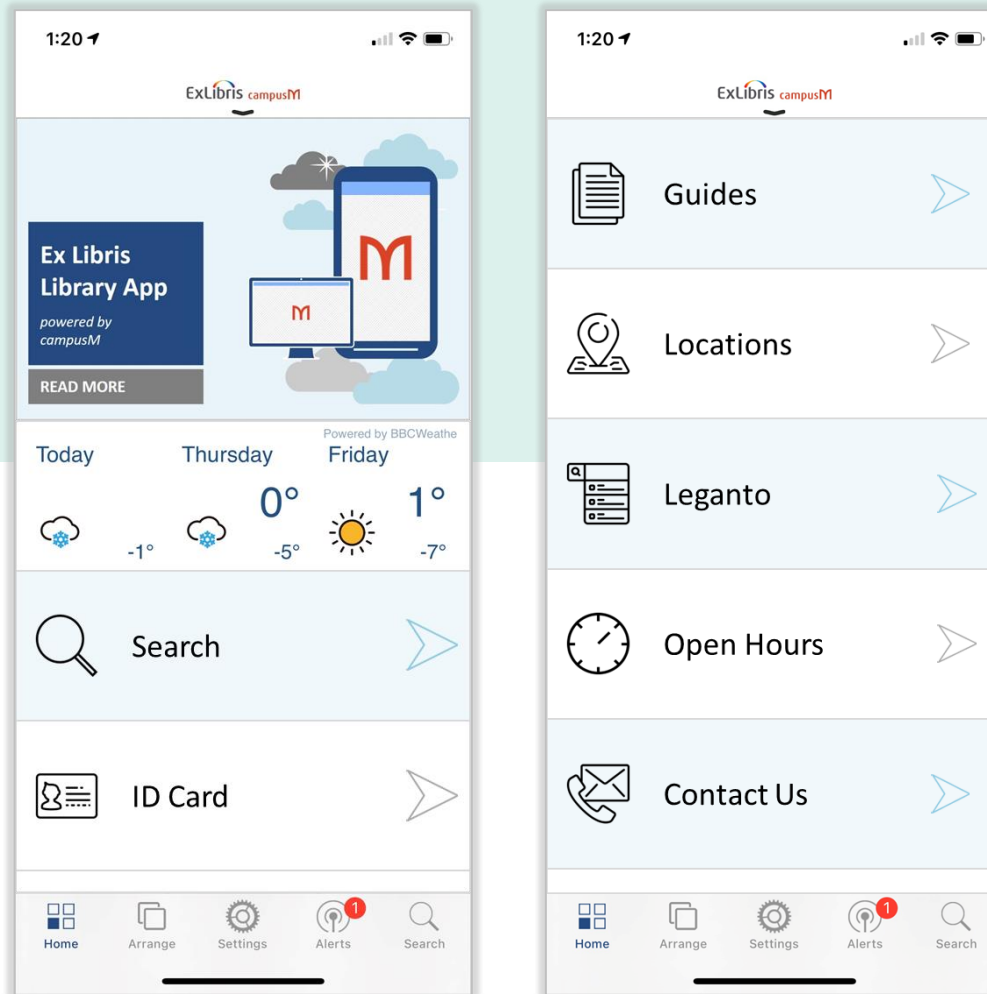 1:20
ExLibris campusM
M
M
Ex Libris
Library App
powered by
campusM
READ MORE
Powered by BBCWeathe
Today Thursday Friday
0° 1°
-1° -5° -7°
Search
ID Card
1
Home Arrange Settings Alerts Search
1:20
ExLibris campusM
Guides
Locations
Leganto
Open Hours
Contact Us
1
Home Arrange Settings Alerts Search